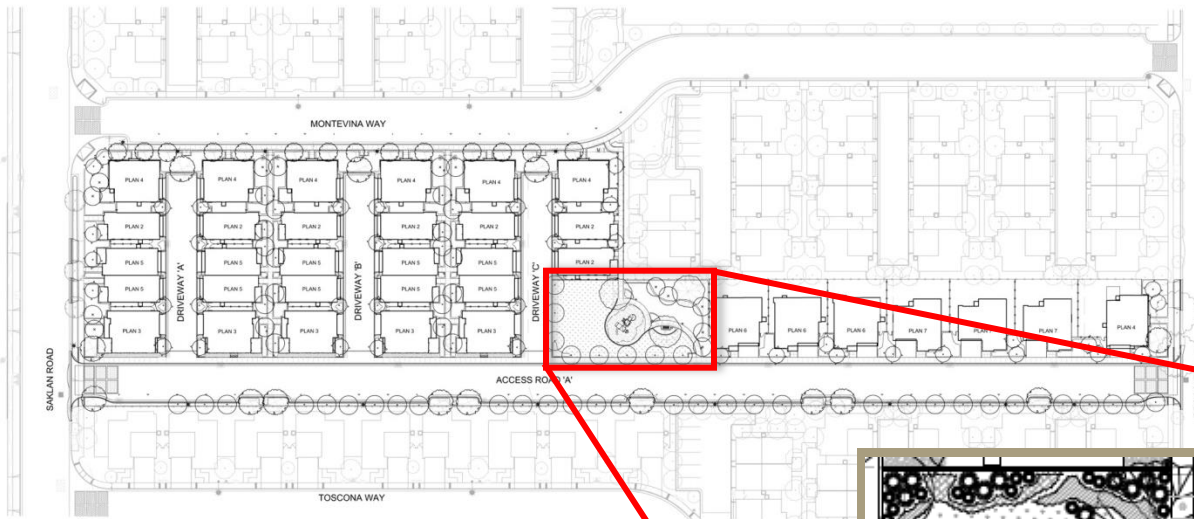 MONTEVINA WAY
PLAN 4 PLAN 4 PLAN 4 PLAN 4 PLAN 4 PLAN 4
PLAN 2 PLAN 2 PLAN 2 PLAN 2 PLAN 2 PLAN 2
PLAN 5 PLAN 5 PLAN 5 PLAN 5 PLAN 5 PLAN 2
PLAN 5 PLAN 5 PLAN 5 PLAN 5 PLAN 5
DRIVEWAY 'A'
DRIVEWAY 'B'
DRIVEWAY 'C'
PLAN 3 PLAN 3 PLAN 3 PLAN 3 PLAN 3
PLAN 6 PLAN 6 PLAN 6 PLAN 7 PLAN 7 PLAN 4
SAKLAN ROAD
ACCESS ROAD 'A'
TOSCONA WAY